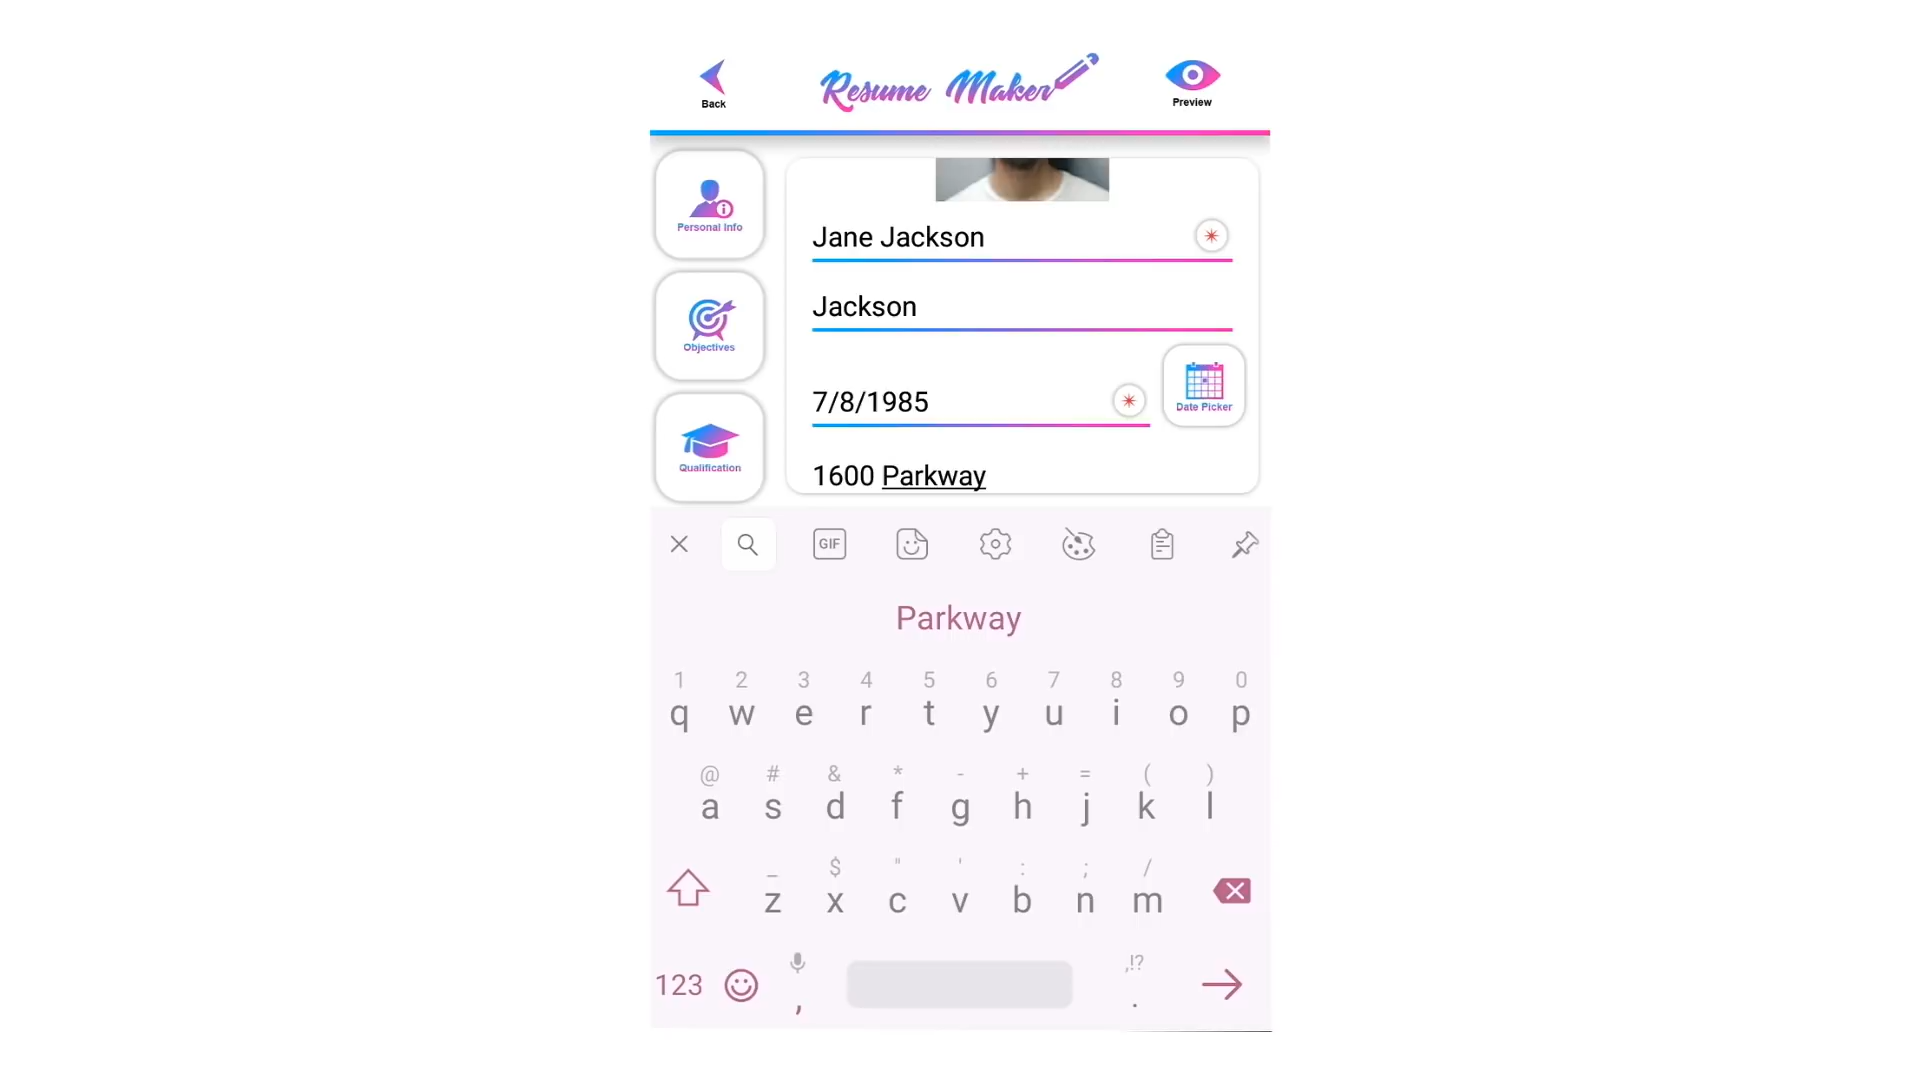 Back
Resume Maker
Preview
Personal Info
Objectives
Qualification
Jane Jackson
Jackson
7/8/1985
Date Picker
1600 Parkway
GIF
Parkway
1 2 3 4 5 6 7 8 9 0
q w e r t y u i o p
@ # & * - + = ( )
a s d f g h j k l
_ $ " ' : ; /
z x c v b n m
,!?
123 , .